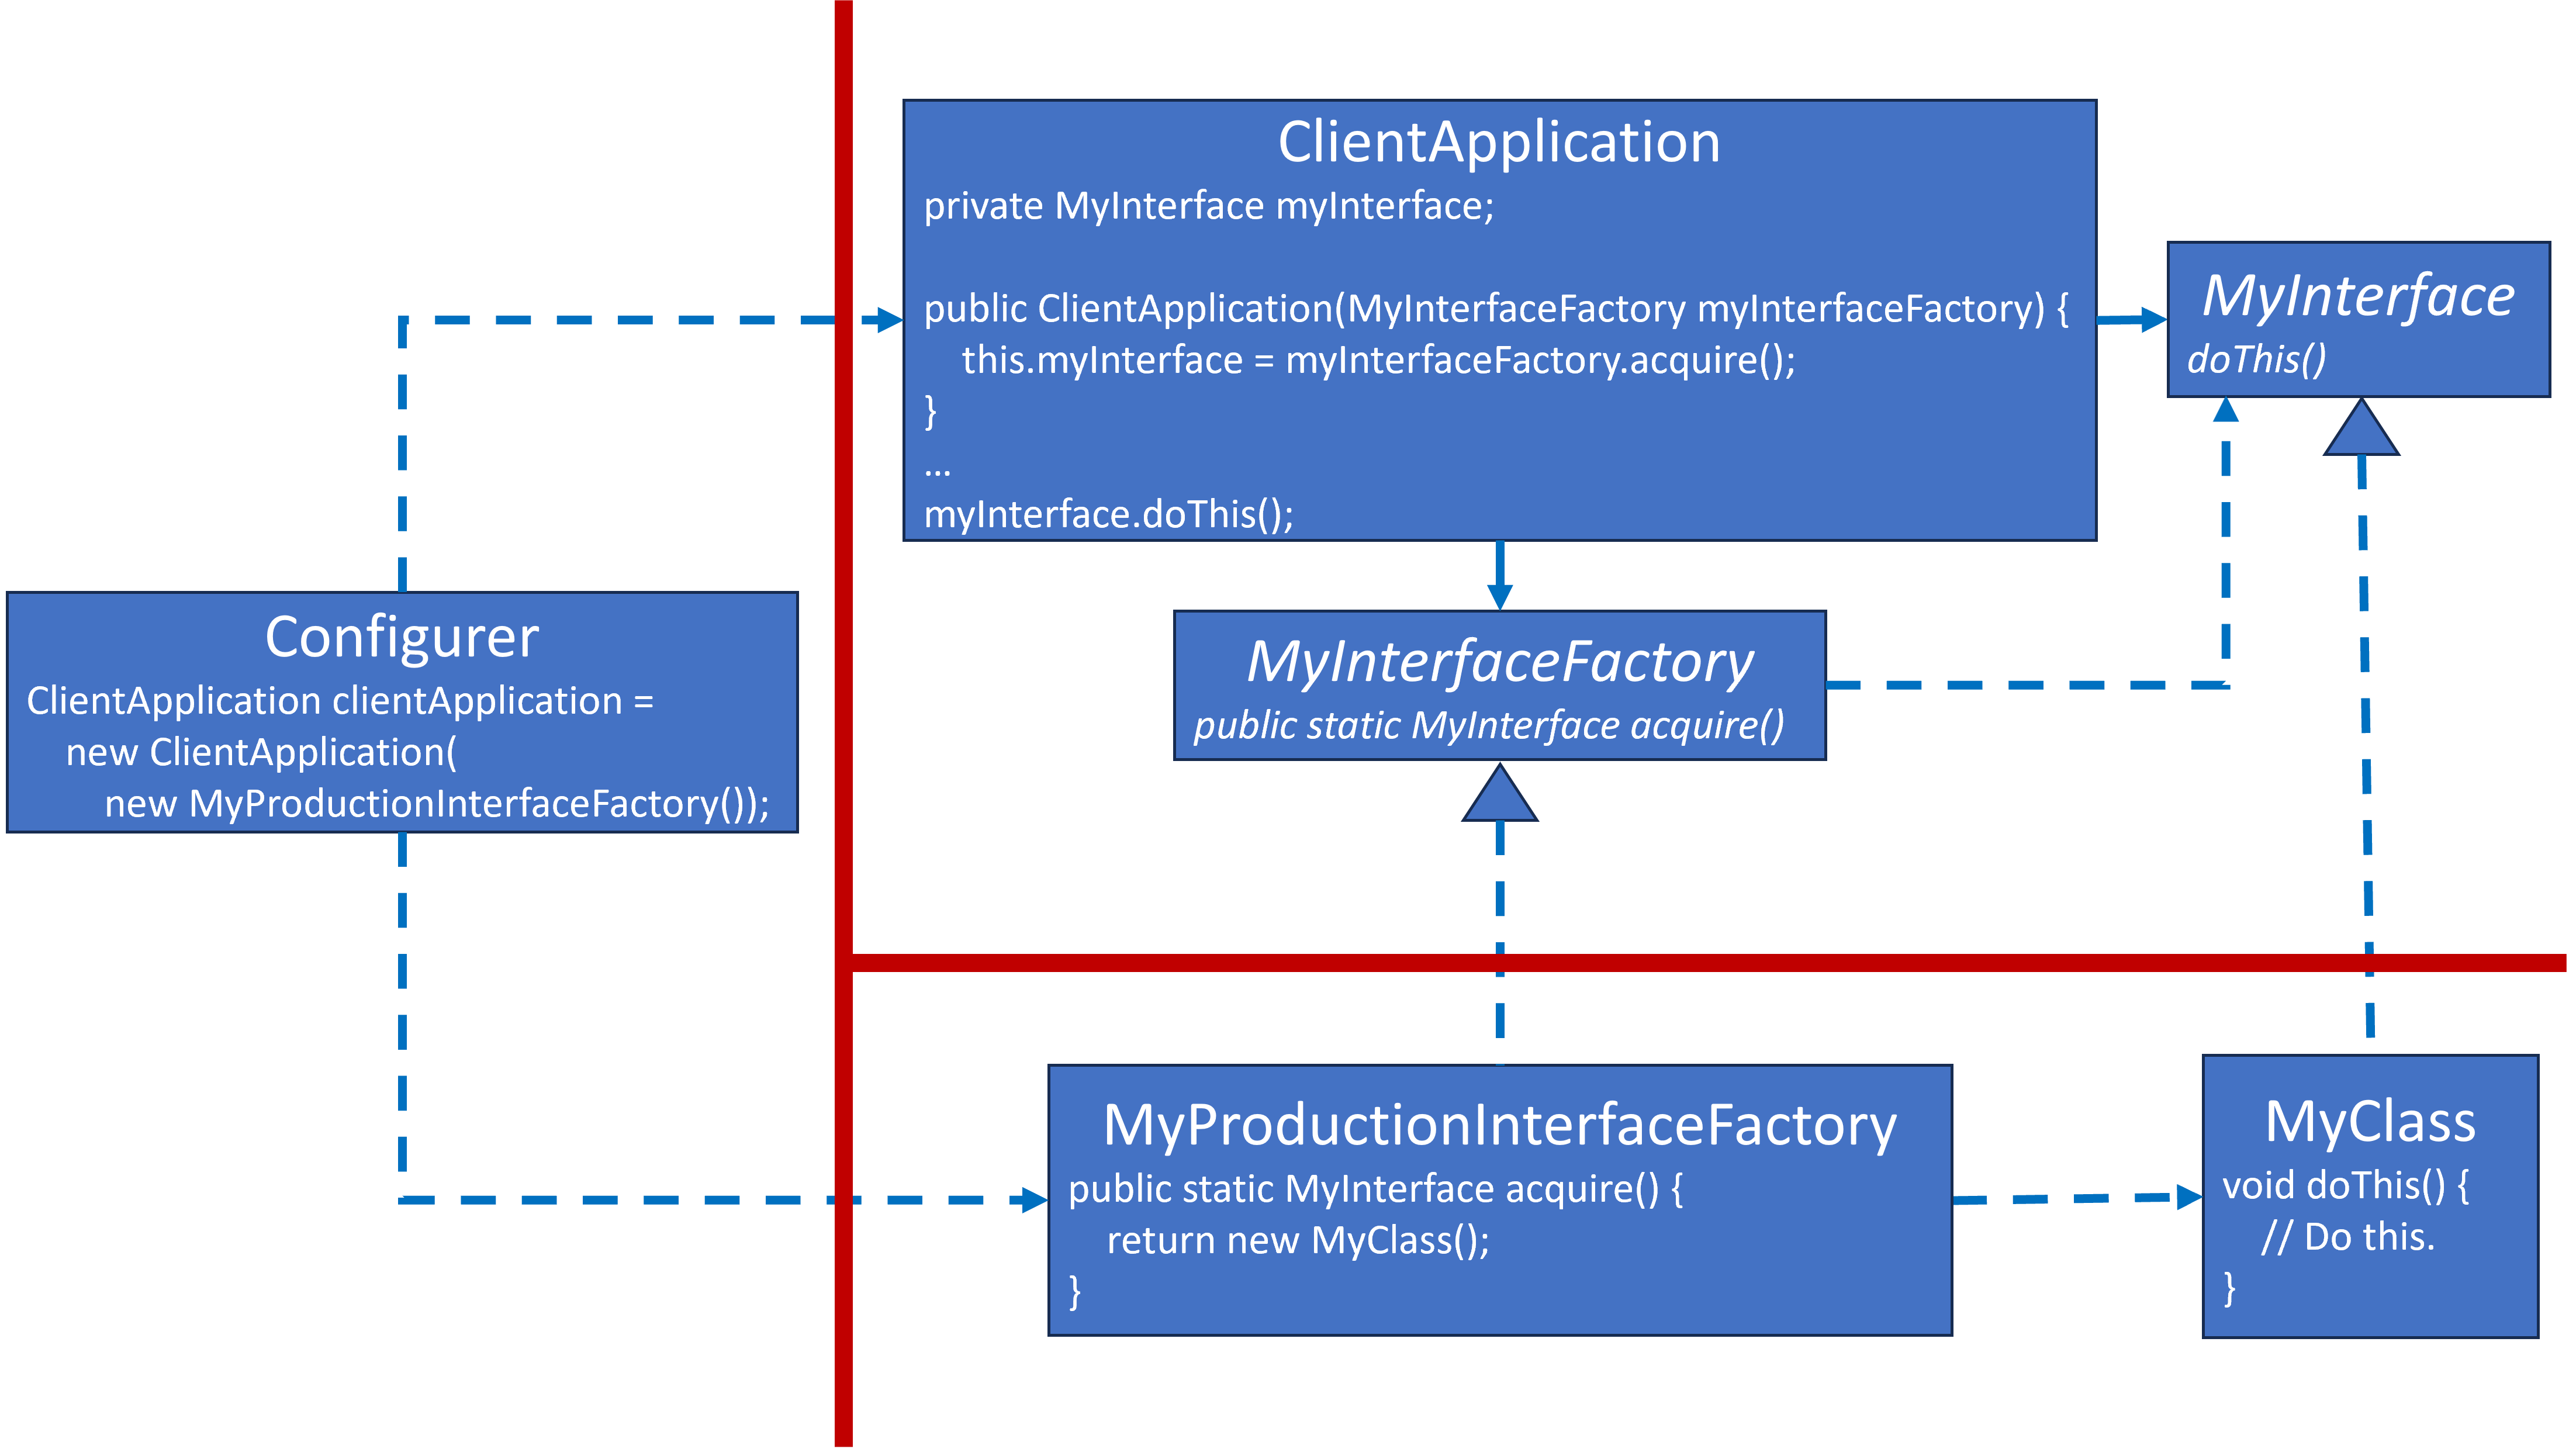 ClientApplication
private MyInterface myInterface;
public ClientApplication(MyInterfaceFactory myInterfaceFactory) {
this.myInterface = myInterfaceFactory.acquire();
}
...
myInterface.doThis();
MyInterface
doThis()
Configurer
ClientApplication clientApplication =
new ClientApplication(
new MyProductionInterfaceFactory());
MyInterfaceFactory
public static MyInterface acquire()
MyProductionInterfaceFactory
public static MyInterface acquire() {
return new MyClass();
}
MyClass
void doThis() {
// Do this.
}